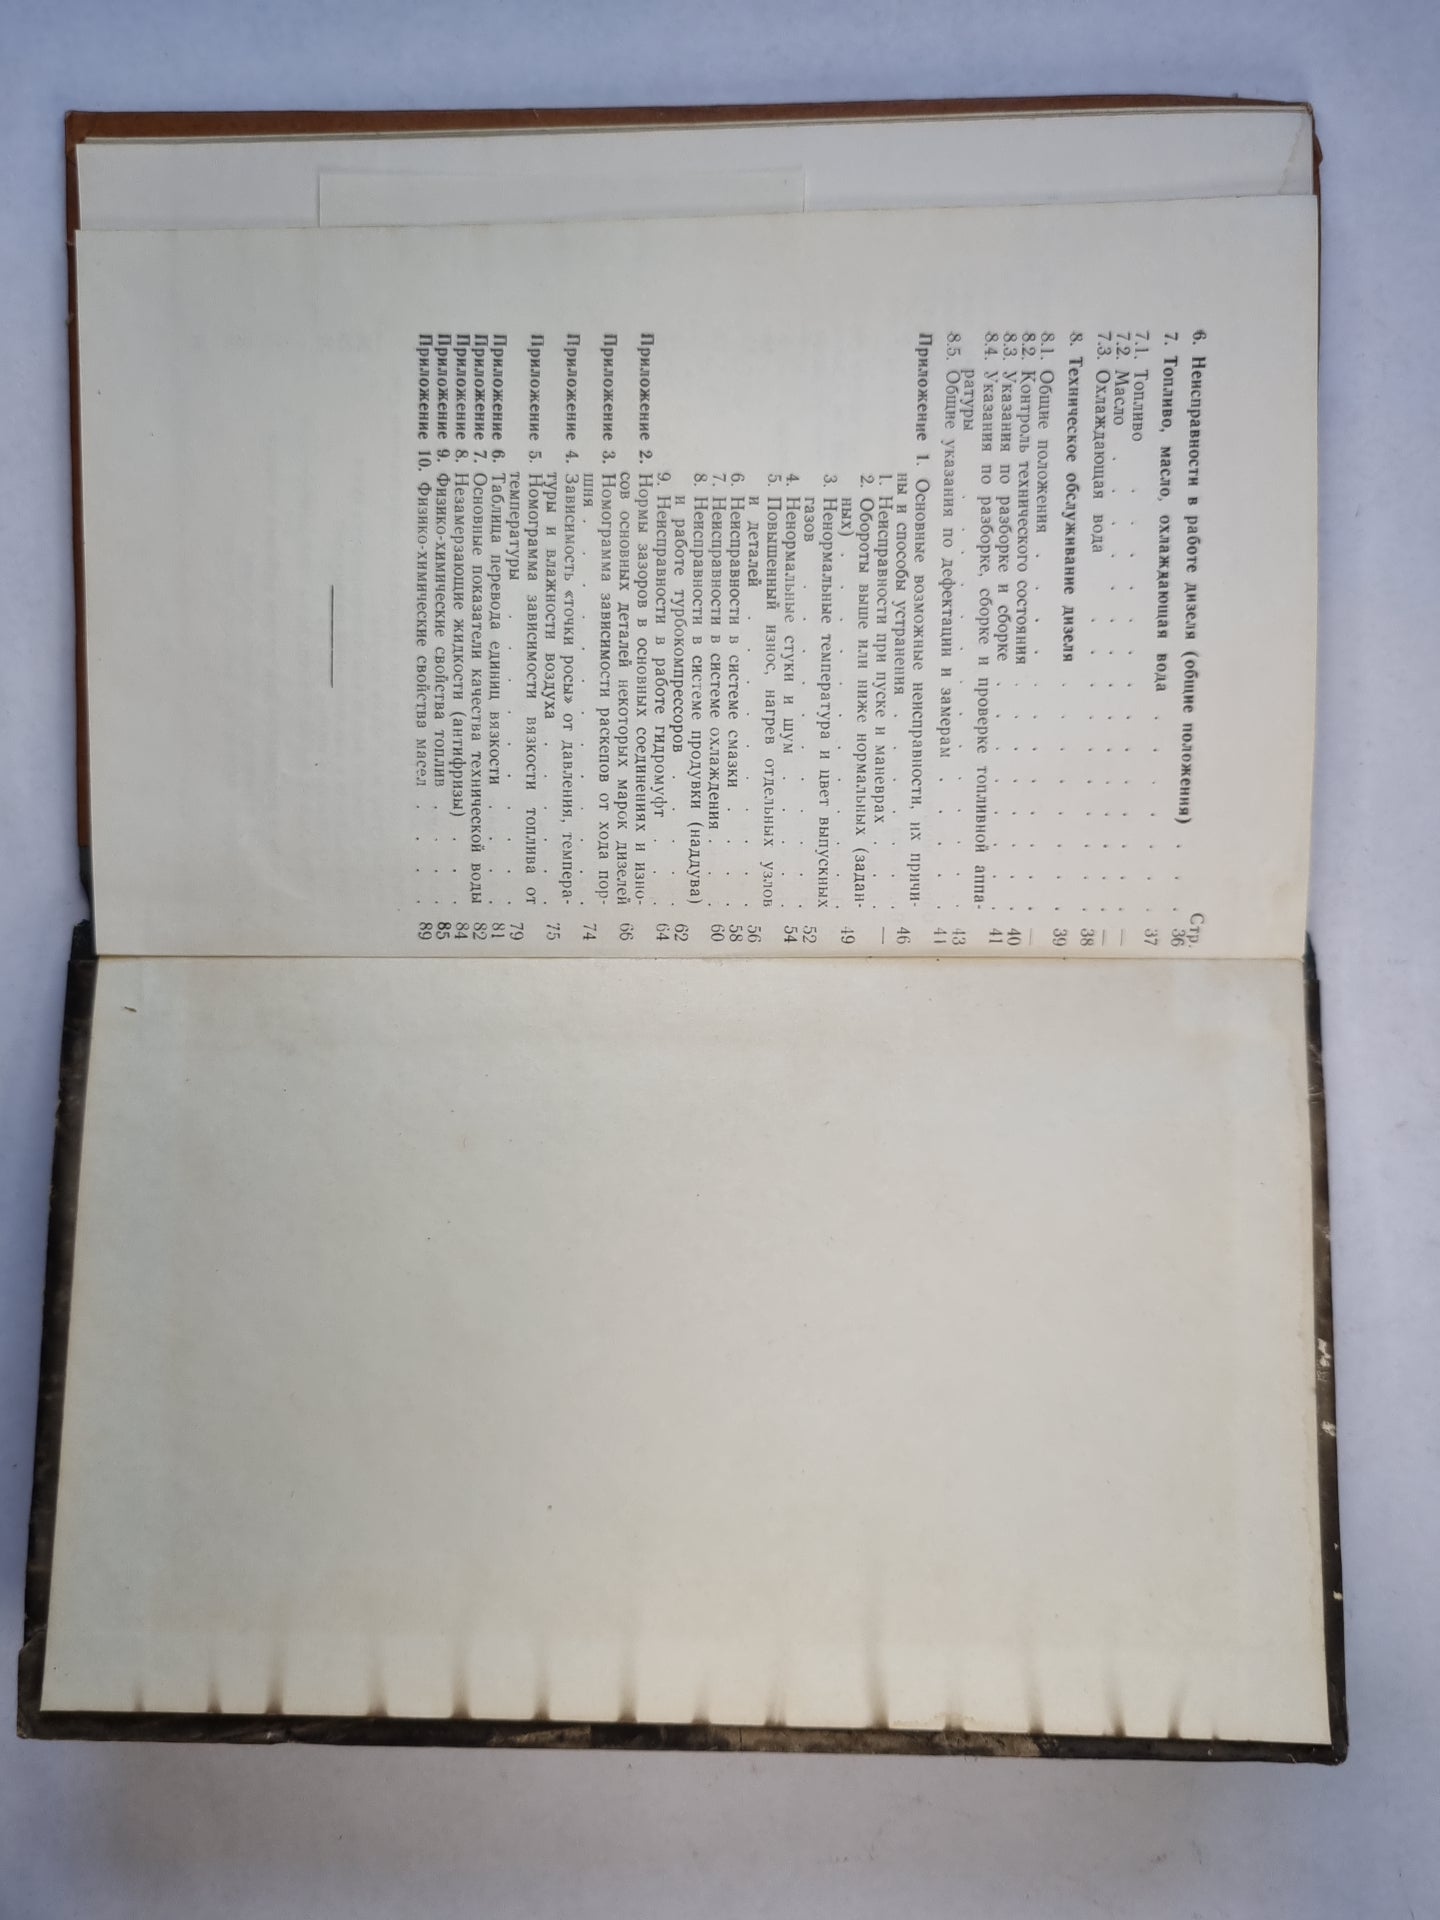 Стр.
6. Неисправности в работе дизеля (общие положения) . . 36
7. Топливо, масло, охлаждающая вода . . . . . . 37
7.1. Топливо . . . . . . . . . . . —
7.2. Масло . . . . . . . . . . . —
7.3. Охлаждающая вода . . . . . . . . 38
8. Техническое обслуживание дизеля . . . . . . 39
8.1. Общие положения . . . . . . . . —
8.2. Контроль технического состояния . . . . . 40
8.3. Указания по разборке и сборке . . . . . . 41
8.4. Указания по разборке, сборке и проверке топливной аппа-
ратуры . . . . . . . . . . . 43
8.5. Общие указания по дефектации и замерам . . . . 41
Приложение 1. Основные возможные неисправности, их причи-
ны и способы устранения . . . . . . 46
1. Неисправности при пуске и маневрах . . . —
2. Обороты выше или ниже нормальных (задан-
ных) . . . . . . . . . 49
3. Ненормальные температура и цвет выпускных
газов . . . . . . . . . 52
4. Ненормальные стуки и шум . . . . . 54
5. Повышенный износ, нагрев отдельных узлов
и деталей . . . . . . . . 56
6. Неисправности в системе смазки . . . . 58
7. Неисправности в системе охлаждения . . . 60
8. Неисправности в системе продувки (наддува)
и работе турбокомпрессоров . . . . . 62
9. Неисправности в работе гидромуфт . . . 64
Приложение 2. Нормы зазоров в основных соединениях и изно-
сов основных деталей некоторых марок дизелей 66
Приложение 3. Номограмма зависимости раскепов от хода пор-
шня . . . . . . . . . . 74
Приложение 4. Зависимость «точки росы» от давления, темпера-
туры и влажности воздуха . . . . . 75
Приложение 5. Номограмма зависимости вязкости топлива от
температуры . . . . . . . . 79
Приложение 6. Таблица перевода единиц вязкости . . . . 81
Приложение 7. Основные показатели качества технической воды 82
Приложение 8. Незамерзающие жидкости (антифризы) . . . 84
Приложение 9. Физико-химические свойства топлив . . . . 85
Приложение 10. Физико-химические свойства масел . . . . 89